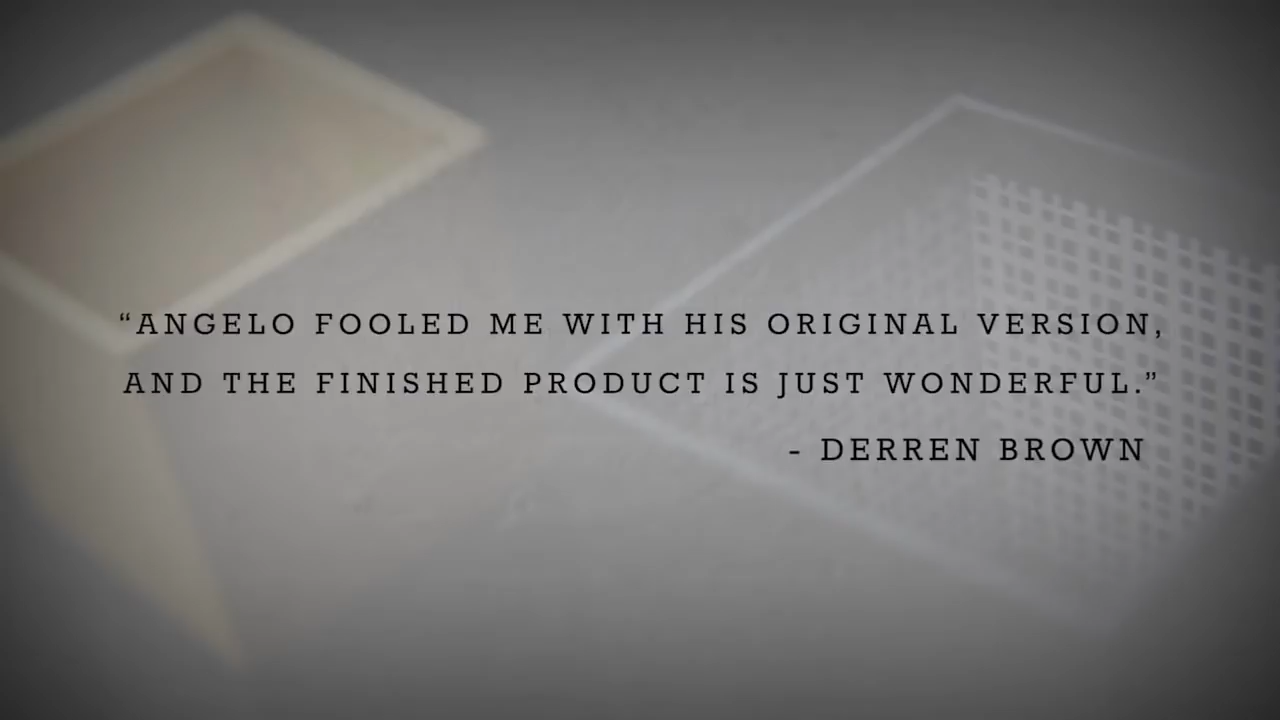 “ANGELO FOOLED ME WITH HIS ORIGINAL VERSION,
AND THE FINISHED PRODUCT IS JUST WONDERFUL.”
- DERREN BROWN